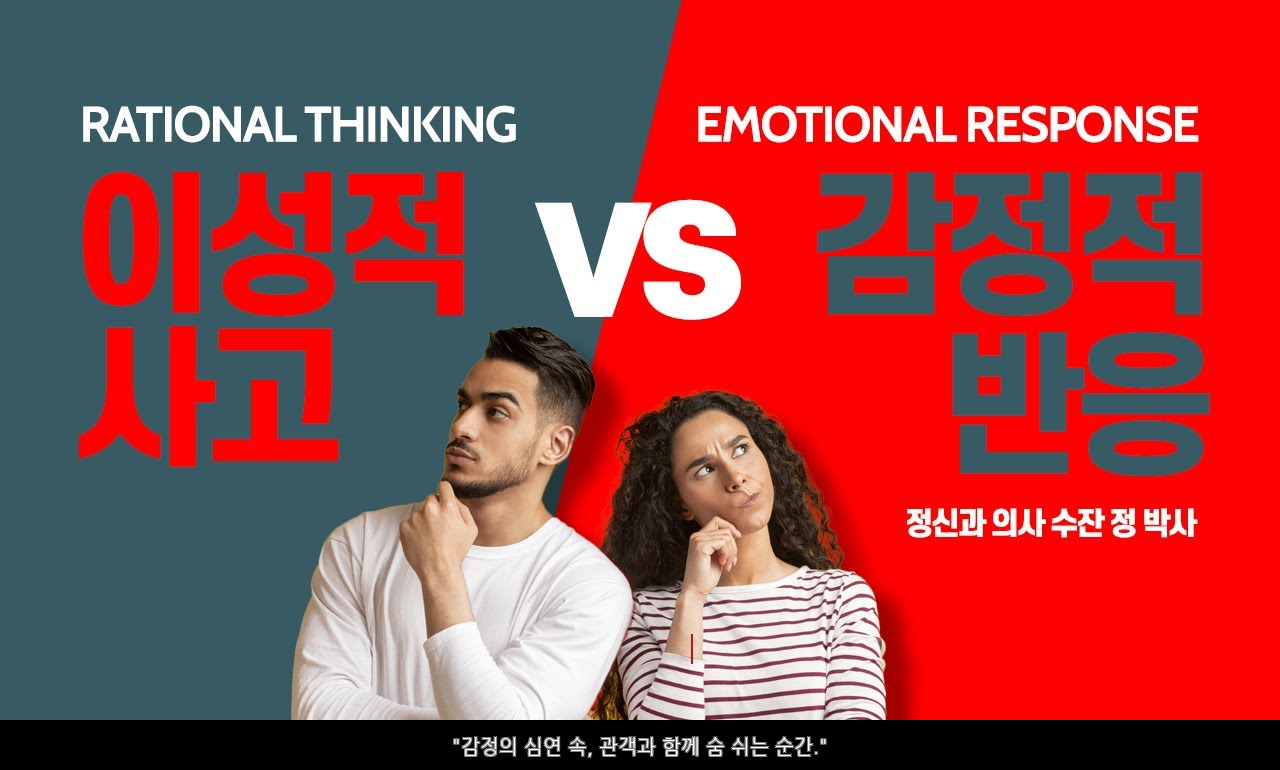 RATIONAL THINKING
이성적
사고
VS
EMOTIONAL RESPONSE
감정적
반응
정신과 의사 수잔 정 박사
"감정의 심연 속, 관객과 함께 숨 쉬는 순간."